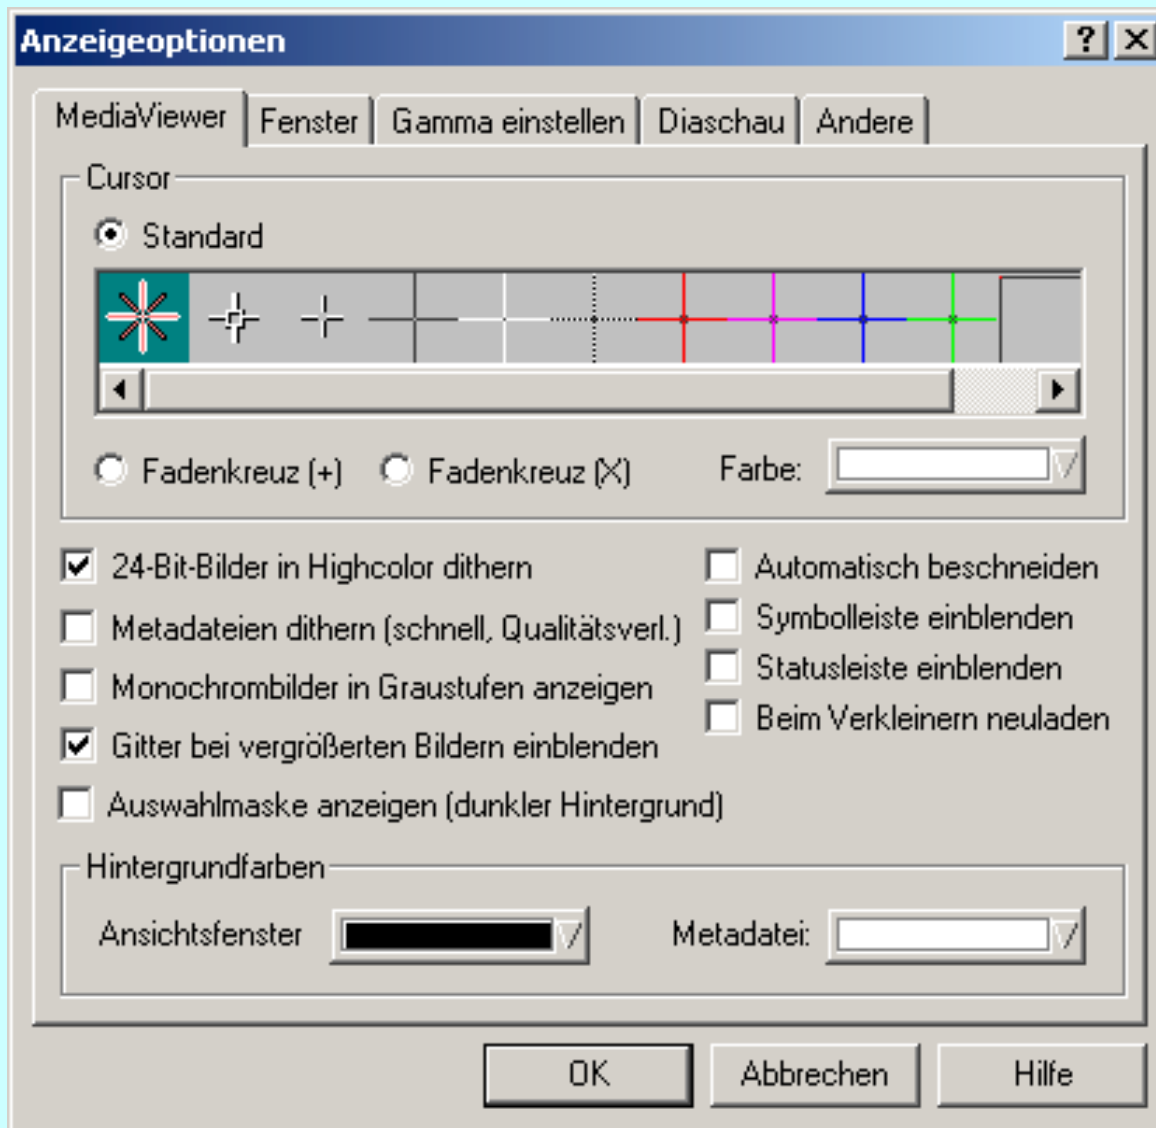 Anzeigeoptionen
MediaViewer Fenster Gamma einstellen Diaschau Andere
Cursor
Standard
Fadenkreuz (+) Fadenkreuz (X) Farbe:
24-Bit-Bilder in Highcolor dithern
Metadateien dithern (schnell, Qualitätsverl.)
Monochrombilder in Graustufen anzeigen
Gitter bei vergrößerten Bildern einblenden
Auswahlmaske anzeigen (dunkler Hintergrund)
Automatisch beschneiden
Symbolleiste einblenden
Statusleiste einblenden
Beim Verkleinern neuladen
Hintergrundfarben
Ansichtsfenster Metadatei:
OK Abbrechen Hilfe